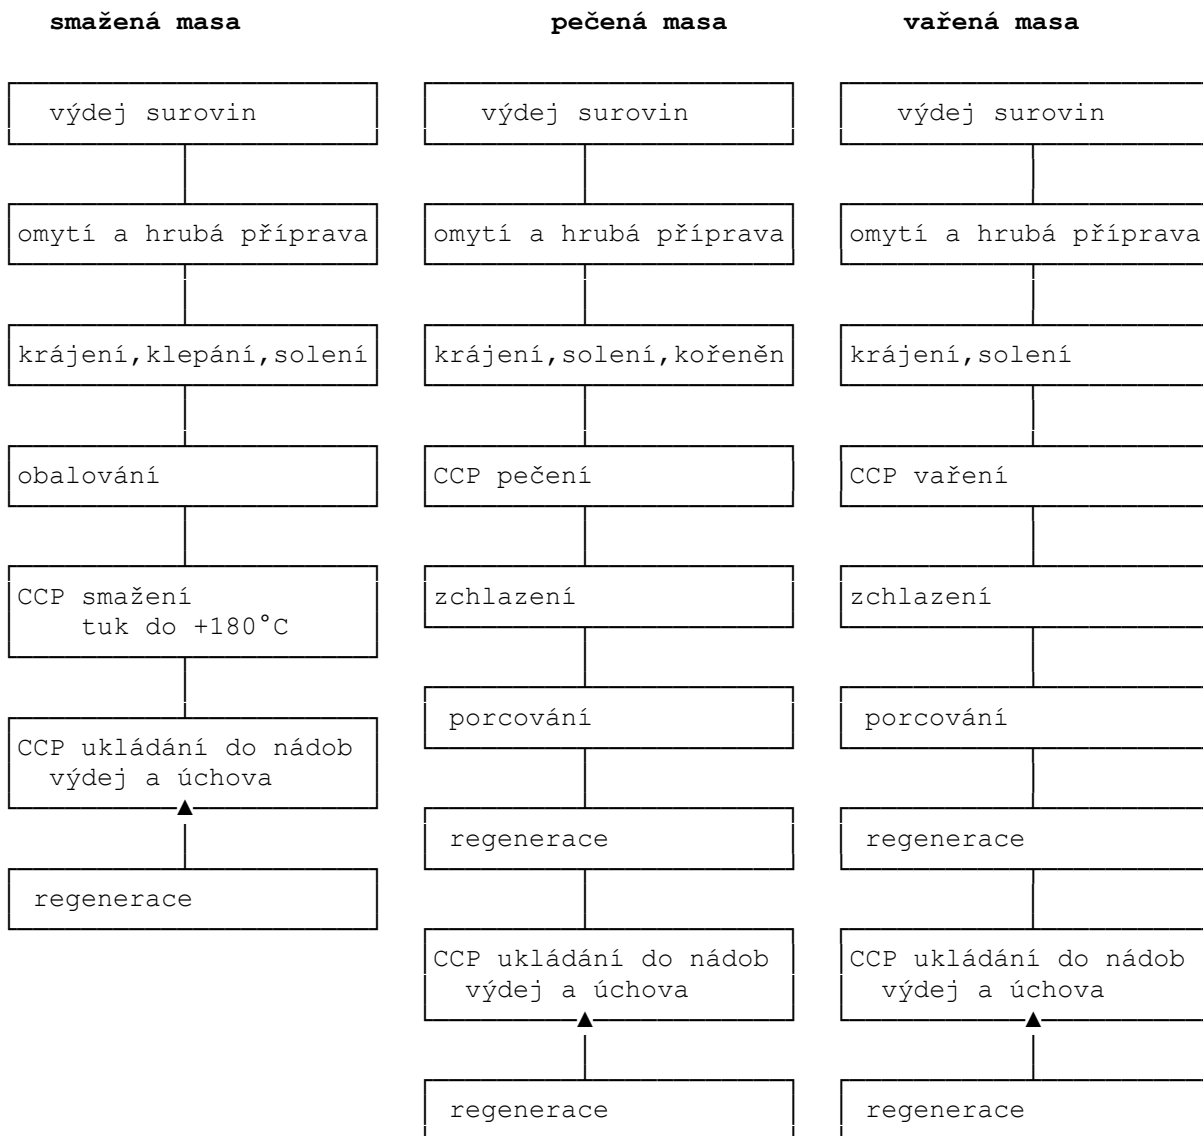 smažená masa
výdej surovin
omytí a hrubá příprava
krájení,klepání,solení
obalování
CCP smažení
tuk do +180°C
CCP ukládání do nádob
výdej a úchova
regenerace
pečená masa
výdej surovin
omytí a hrubá příprava
krájení,solení,kořeněn
CCP pečení
zchlazení
porcování
regenerace
CCP ukládání do nádob
výdej a úchova
regenerace
vařená masa
výdej surovin
omytí a hrubá příprava
krájení,solení
CCP vaření
zchlazení
porcování
regenerace
CCP ukládání do nádob
výdej a úchova
regenerace